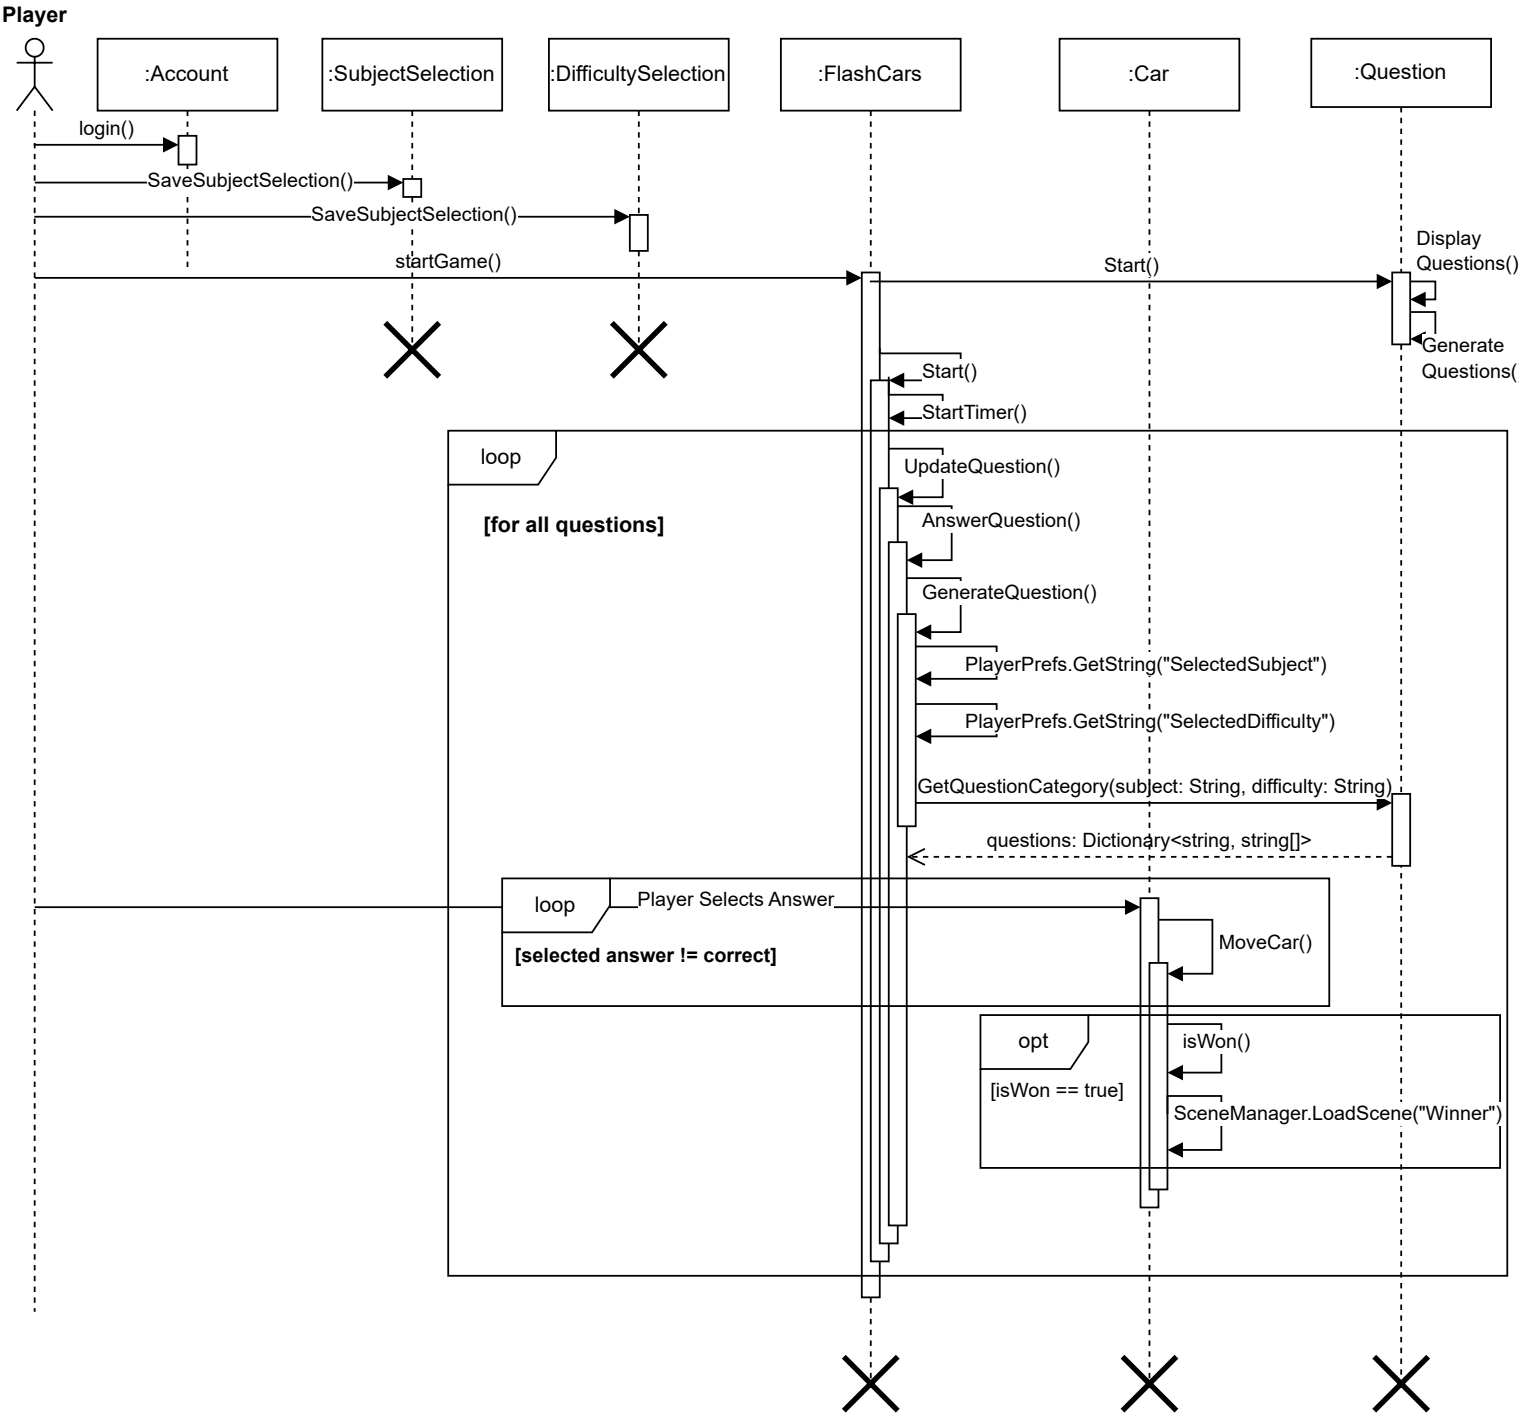 Player
:Account
:SubjectSelection
:DifficultySelection
:FlashCars
:Car
:Question
login()
SaveSubjectSelection()
SaveSubjectSelection()
startGame()
Start()
Display
Questions()
Generate
Questions(
Start()
StartTimer()
loop
[for all questions]
UpdateQuestion()
AnswerQuestion()
GenerateQuestion()
PlayerPrefs.GetString("SelectedSubject")
PlayerPrefs.GetString("SelectedDifficulty")
GetQuestionCategory(subject: String, difficulty: String)
questions: Dictionary<string, string[]>
loop
Player Selects Answer
[selected answer != correct]
MoveCar()
opt
isWon()
[isWon == true]
SceneManager.LoadScene("Winner")